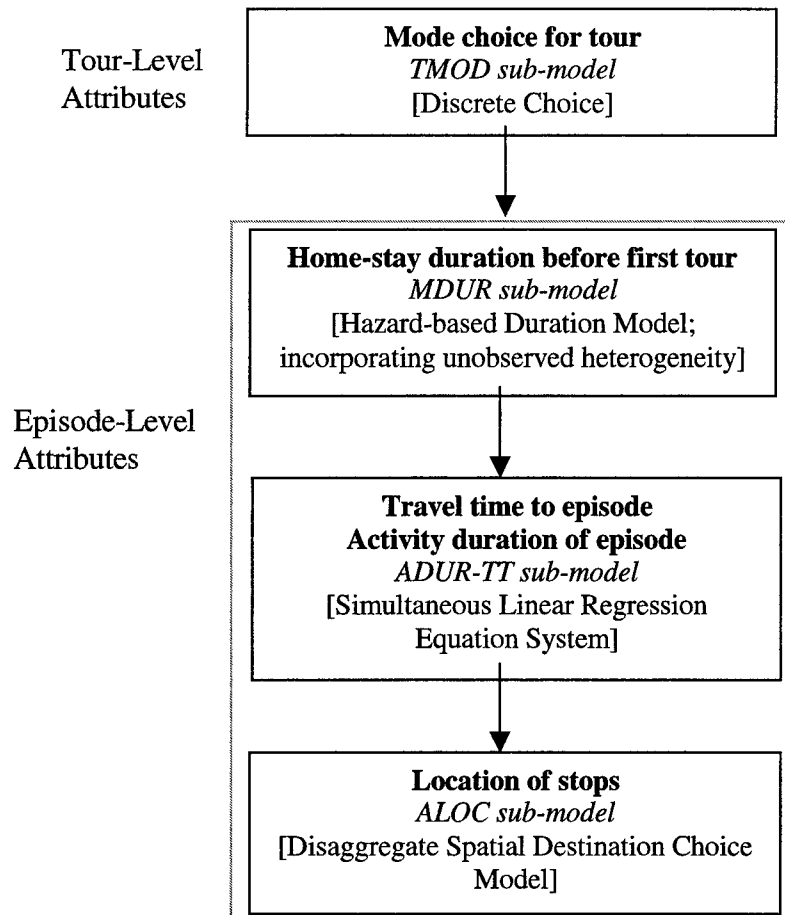 Tour-Level
Attributes
Mode choice for tour
TMOD sub-model
[Discrete Choice]
Episode-Level
Attributes
Home-stay duration before first tour
MDUR sub-model
[Hazard-based Duration Model;
incorporating unobserved heterogeneity]
Travel time to episode
Activity duration of episode
ADUR-TT sub-model
[Simultaneous Linear Regression
Equation System]
Location of stops
ALOC sub-model
[Disaggregate Spatial Destination Choice
Model]